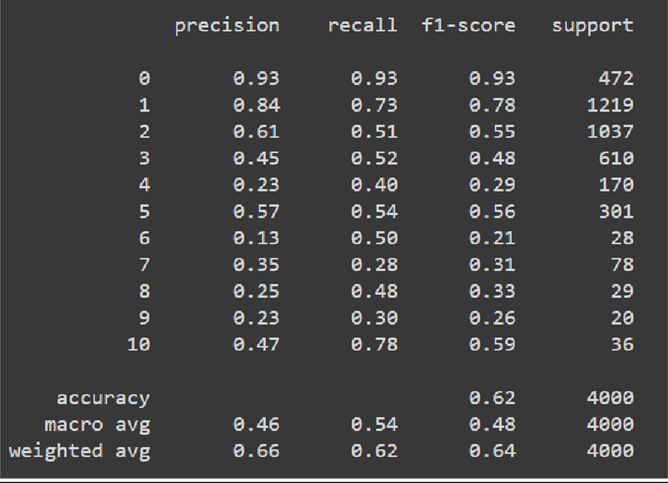 precision recall f1-score support
0 0.93 0.93 0.93 472
1 0.84 0.73 0.78 1219
2 0.61 0.51 0.55 1037
3 0.45 0.52 0.48 610
4 0.23 0.40 0.29 170
5 0.57 0.54 0.56 301
6 0.13 0.50 0.21 28
7 0.35 0.28 0.31 78
8 0.25 0.48 0.33 29
9 0.23 0.30 0.26 20
10 0.47 0.78 0.59 36
accuracy 0.62 4000
macro avg 0.46 0.54 0.48 4000
weighted avg 0.66 0.62 0.64 4000